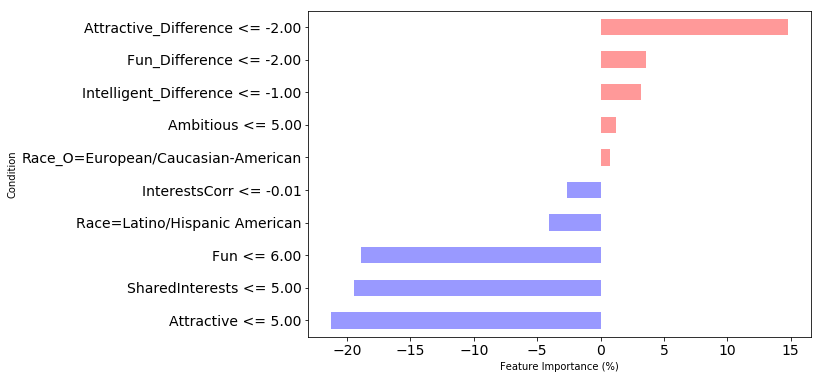 Attractive_Difference <= -2.00
Fun_Difference <= -2.00
Intelligent_Difference <= -1.00
Ambitious <= 5.00
Race_O=European/Caucasian-American
InterestsCorr <= -0.01
Race=Latino/Hispanic American
Fun <= 6.00
SharedInterests <= 5.00
Attractive <= 5.00
Condition
−20 −15 −10 −5 0 5 10 15
Feature Importance (%)